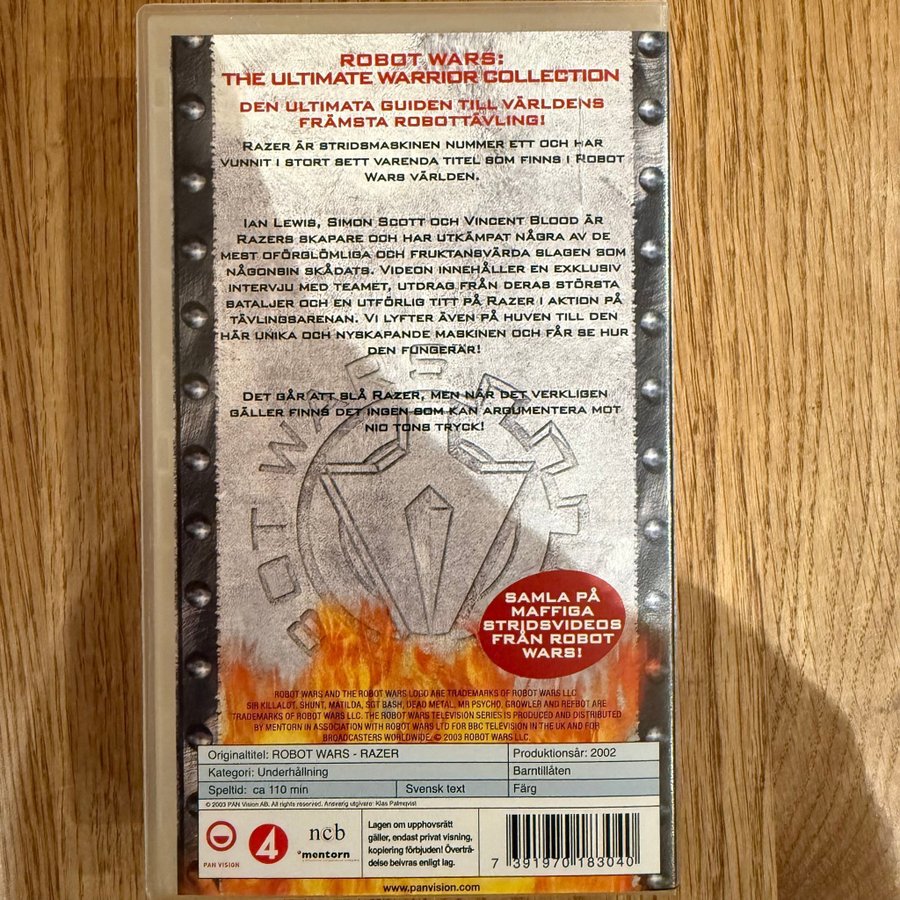 ROBOT WARS:
THE ULTIMATE WARRIOR COLLECTION
DEN ULTIMATA GUIDEN TILL VÄRLDENS
FRÄMSTA ROBOTTÄVLING!
RAZER ÄR STRIDSMASKINEN NUMMER ETT OCH HAR
VUNNIT I STORT SETT VARENDA TITEL SOM FINNS I ROBOT
WARS VÄRLDEN.
IAN LEWIS, SIMON SCOTT OCH VINCENT BLOOD ÄR
RAZERS SKAPARE OCH HAR UTKÄMPAT NÅGRA AV DE
MEST OFÖRGLÖMLIGA OCH FRUKTANSVÄRDA SLAGEN SOM
NÅGONSIN SKÅDATS. VIDEON INNEHÅLLER EN EXKLUSIV
INTERVJU MED TEAMET, UTDRAG FRÅN DERAS STÖRSTA
BATALJER OCH EN UTFÖRLIG TITT PÅ RAZER I AKTION PÅ
TÄVLINGSARENAN. VI LYFTER ÄVEN PÅ HUVEN TILL DEN
HÄR UNIKA OCH NYSKAPANDE MASKINEN OCH FÅR SE HUR
DEN FUNGERAR!
DET GÅR ATT SLÅ RAZER, MEN NÄR DET VERKLIGEN
GÄLLER FINNS DET INGEN SOM KAN ARGUMENTERA MOT
NIO TONS TRYCK!
ROBOT WARS
SAMLA PÅ
MAFFIGA
STRIDSVIDEOS
FRÅN ROBOT
WARS!
ROBOT WARS AND THE ROBOT WARS LOGO ARE TRADEMARKS OF ROBOT WARS LLC
SIR KILLALOT, SHUNT, MATILDA, SGT BASH, DEAD METAL, MR PSYCHO, GROWLER AND REFBOT ARE
TRADEMARKS OF ROBOT WARS LLC. THE ROBOT WARS TELEVISION SERIES IS PRODUCED AND DISTRIBUTED
BY MENTORN IN ASSOCIATION WITH ROBOT WARS LTD FOR BBC TELEVISION IN THE UK AND FOR
BROADCASTERS WORLDWIDE. © 2003 ROBOT WARS LLC.
Originaltitel: ROBOT WARS - RAZER Produktionsår: 2002
Kategori: Underhållning Barntillåten
Speltid: ca 110 min Svensk text Färg
© 2003 PAN Vision AB. All rights reserved. Ansvarig utgivare: Klas Palmqvist
PAN VISION
4
ncb
mentorn
Lagen om upphovsrätt
gäller, endast privat visning,
kopiering förbjuden! Överträ-
delse beivras enligt lag.
7 391970 183040
www.panvision.com